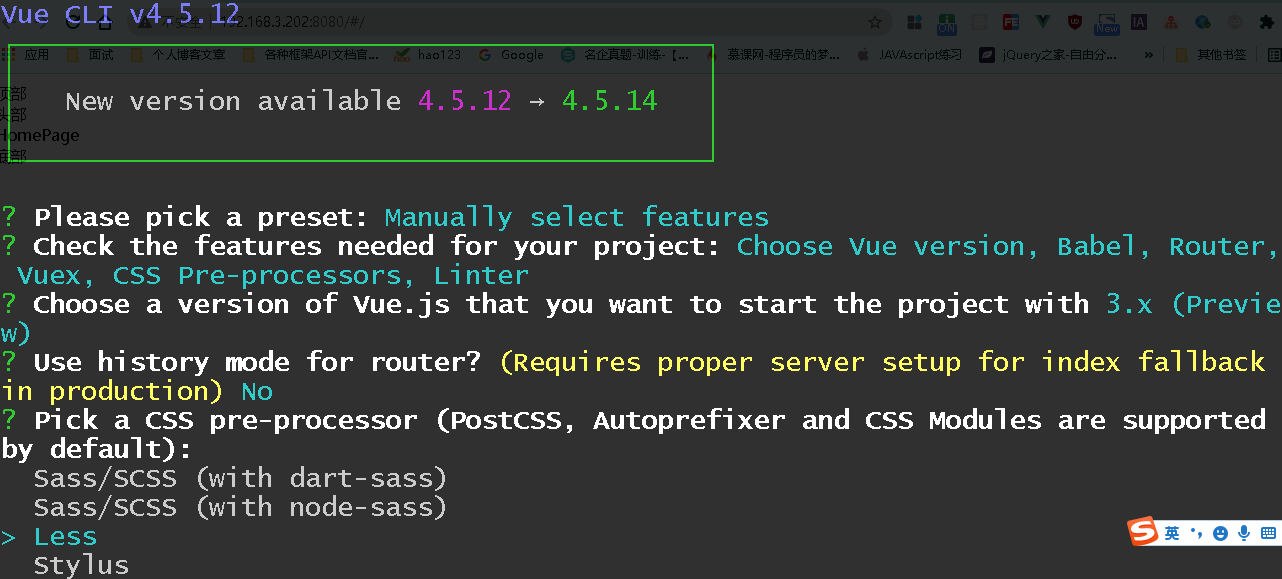 Vue CLI v4.5.12
192.168.3.202:8080/#/
应用 面试 个人博客文章 各种框架API文档官... hao123 Google 名企真题-训练-【... 慕课网-程序员的梦... JAVAscript练习 jQuery之家-自由分... » 其他书签
New version available 4.5.12 → 4.5.14
顶部
头部
HomePage
底部
? Please pick a preset: Manually select features
? Check the features needed for your project: Choose Vue version, Babel, Router,
Vuex, CSS Pre-processors, Linter
? Choose a version of Vue.js that you want to start the project with 3.x (Previe
w)
? Use history mode for router? (Requires proper server setup for index fallback
in production) No
? Pick a CSS pre-processor (PostCSS, Autoprefixer and CSS Modules are supported
by default):
Sass/SCSS (with dart-sass)
Sass/SCSS (with node-sass)
> Less
英
Stylus